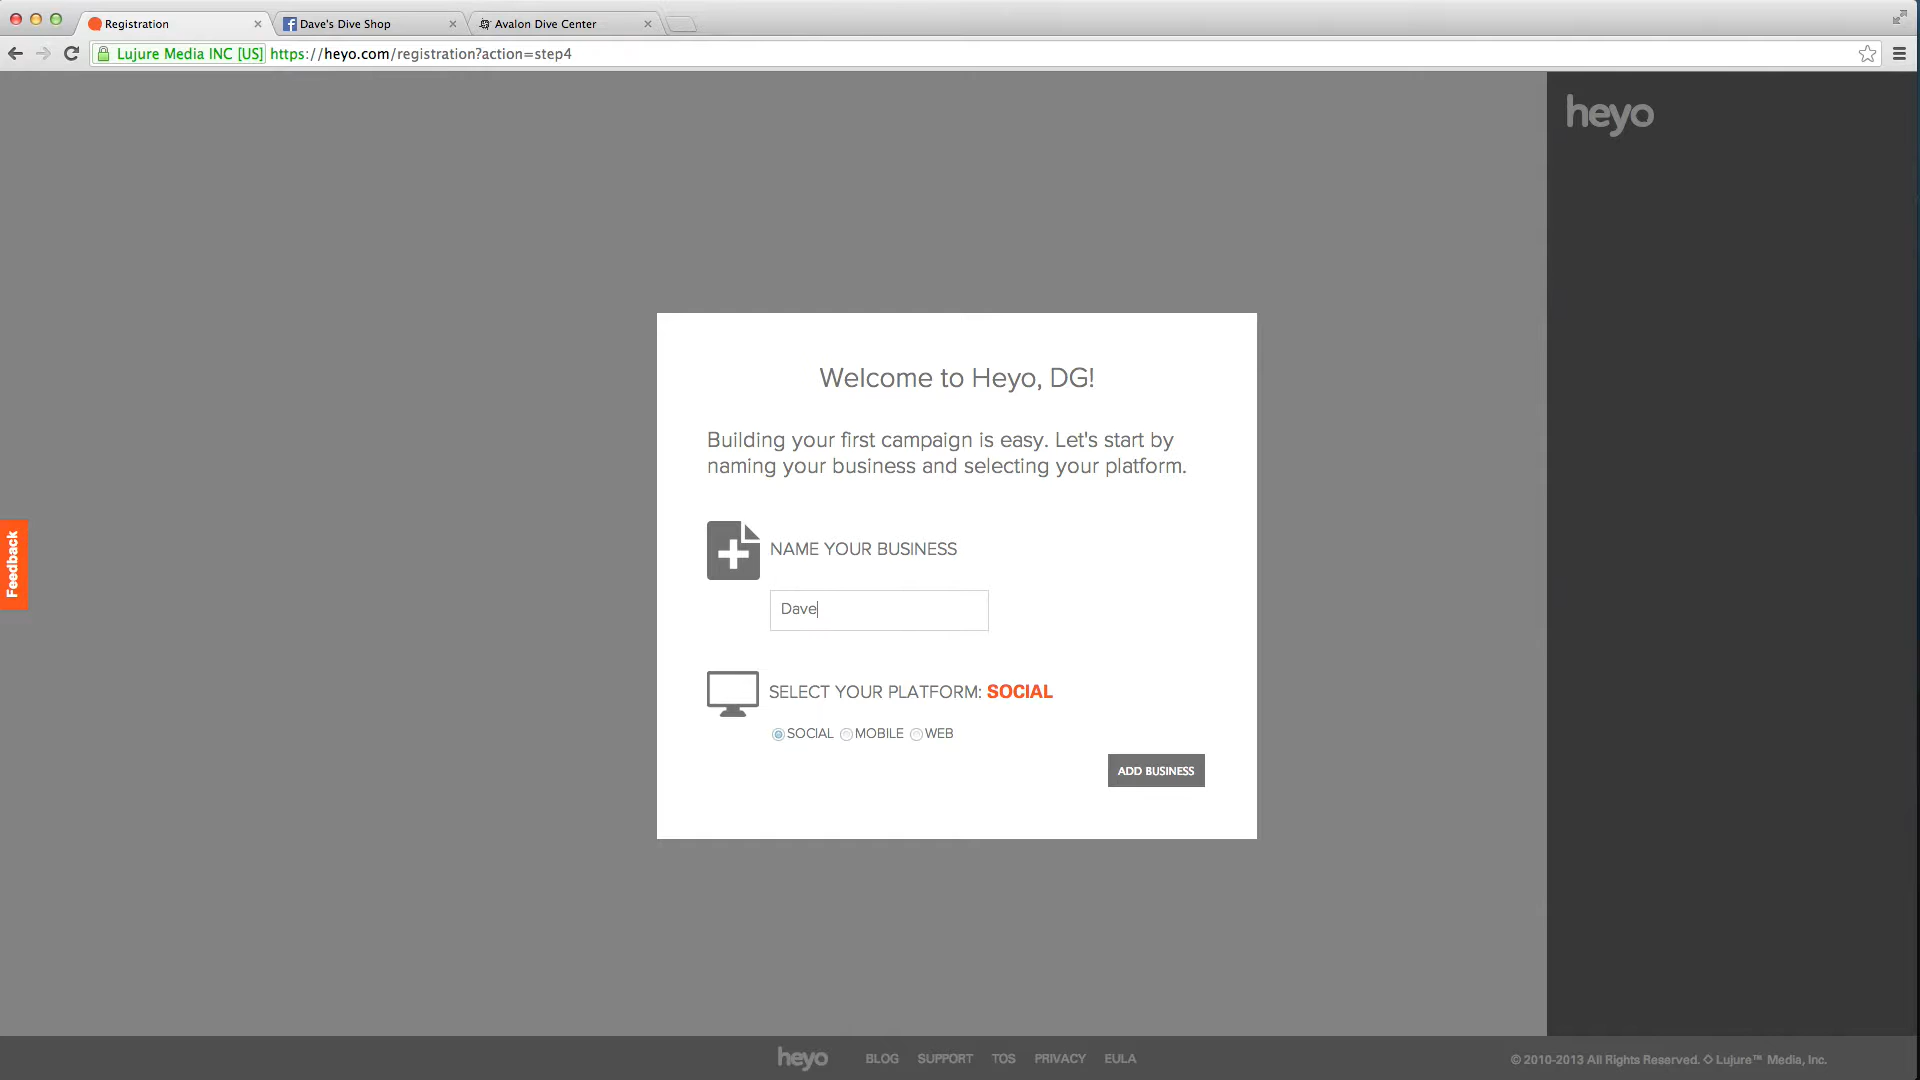 Registration
Dave's Dive Shop
Avalon Dive Center
Lujure Media INC [US] https://heyo.com/registration?action=step4
heyo
Welcome to Heyo, DG!
Building your first campaign is easy. Let's start by
naming your business and selecting your platform.
NAME YOUR BUSINESS
Dave
Feedback
SELECT YOUR PLATFORM: SOCIAL
SOCIAL MOBILE WEB
ADD BUSINESS
heyo BLOG SUPPORT TOS PRIVACY EULA
© 2010-2013 All Rights Reserved. ◇ Lujure™ Media, Inc.